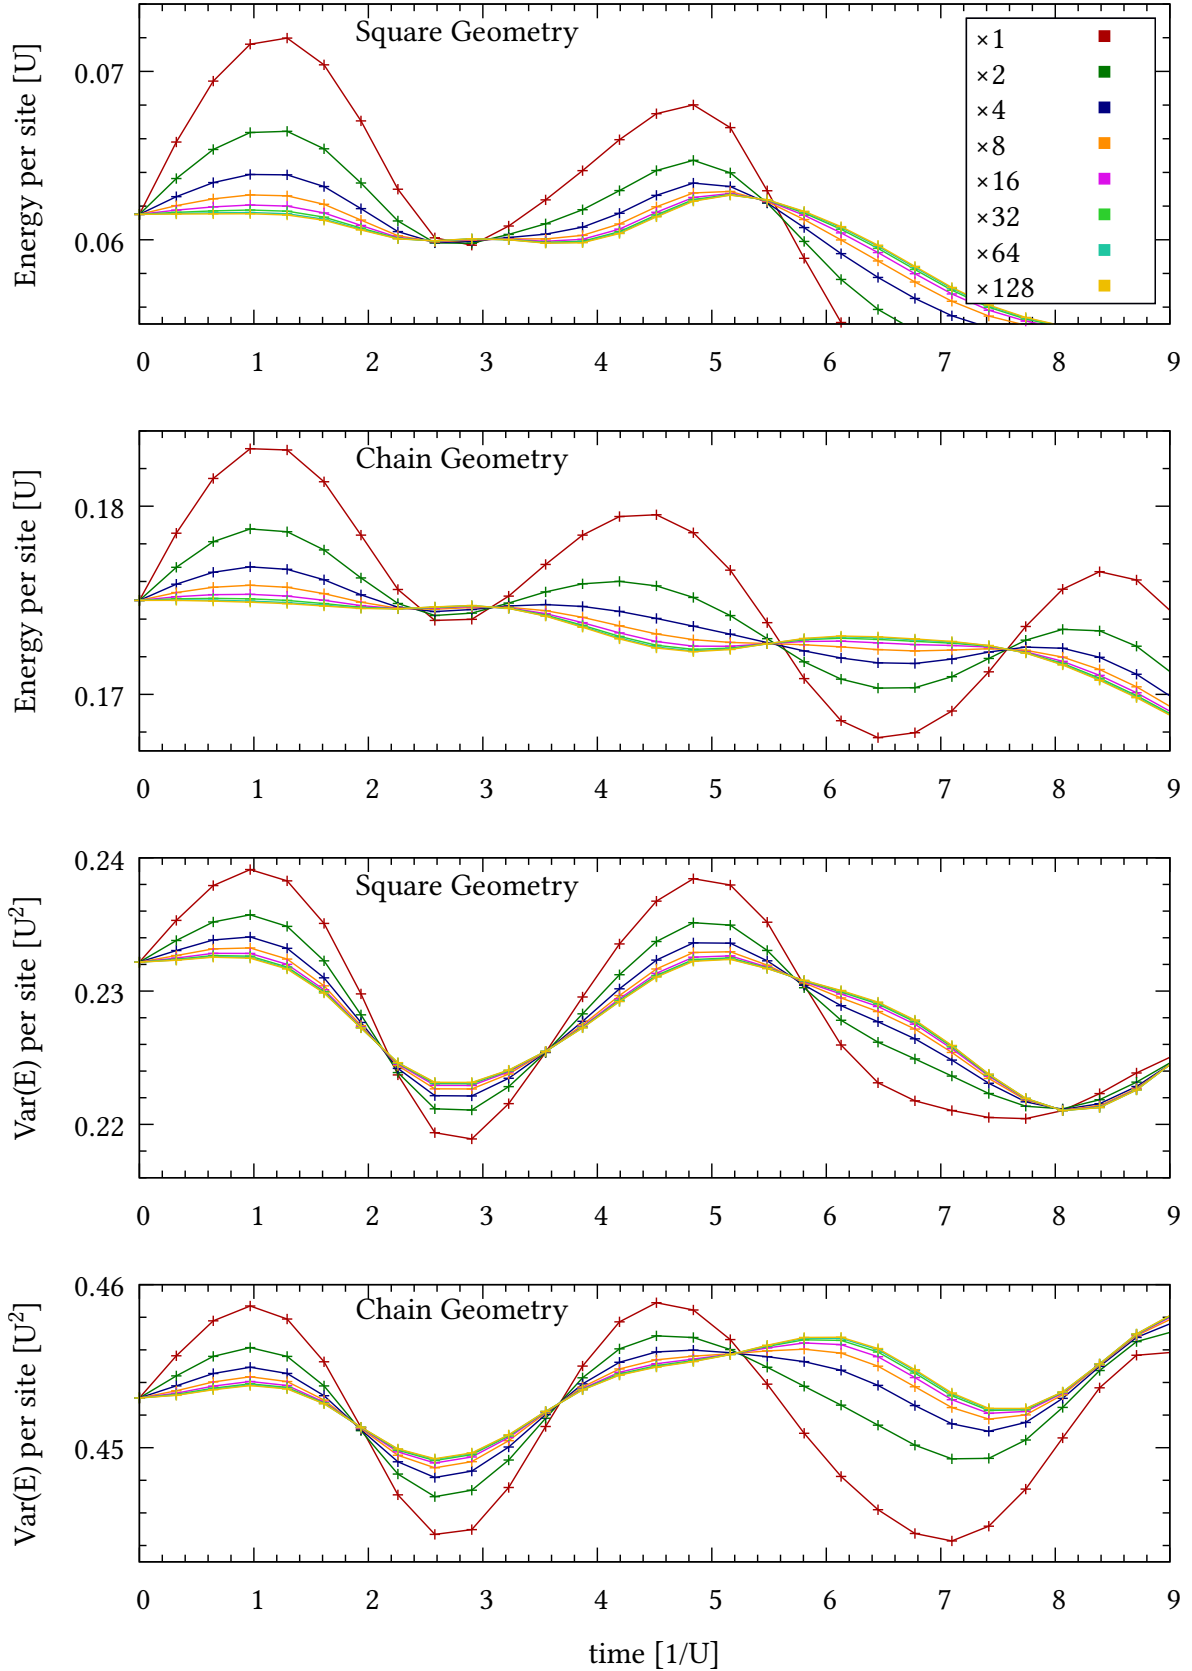 Energy per site [U]
Square Geometry
0.07
0.06
×1
×2
×4
×8
×16
×32
×64
×128
0 1 2 3 4 5 6 7 8 9
Energy per site [U]
Chain Geometry
0.18
0.17
0 1 2 3 4 5 6 7 8 9
Var(E) per site [U²]
Square Geometry
0.24
0.23
0.22
0 1 2 3 4 5 6 7 8 9
Var(E) per site [U²]
Chain Geometry
0.46
0.45
0 1 2 3 4 5 6 7 8 9
time [1/U]